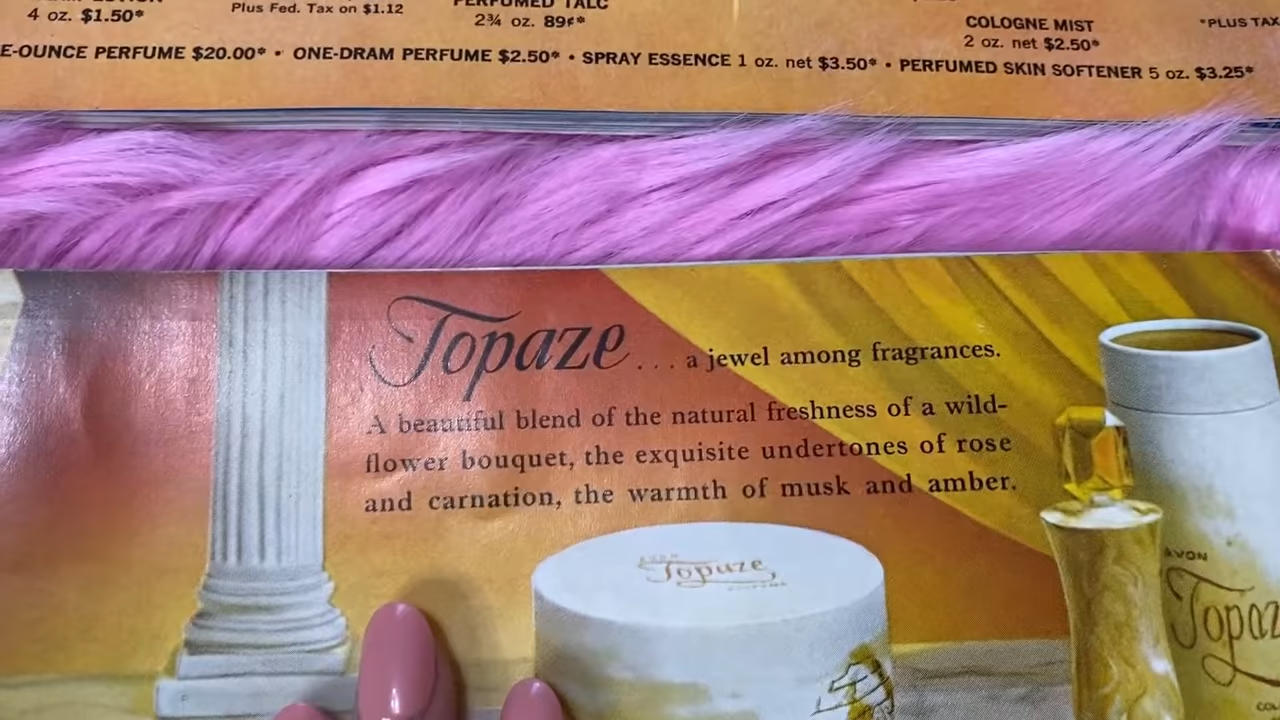 4 oz. $1.50*
Plus Fed. Tax on $1.12
PERFUMED TALC
2¾ oz. 89¢*
COLOGNE MIST
2 oz. net $2.50*
*PLUS TAX
E-OUNCE PERFUME $20.00* • ONE-DRAM PERFUME $2.50* • SPRAY ESSENCE 1 oz. net $3.50* • PERFUMED SKIN SOFTENER 5 oz. $3.25*
Topaze ... a jewel among fragrances.
A beautiful blend of the natural freshness of a wild-
flower bouquet, the exquisite undertones of rose
and carnation, the warmth of musk and amber.
Topaze
AVON
Topaz